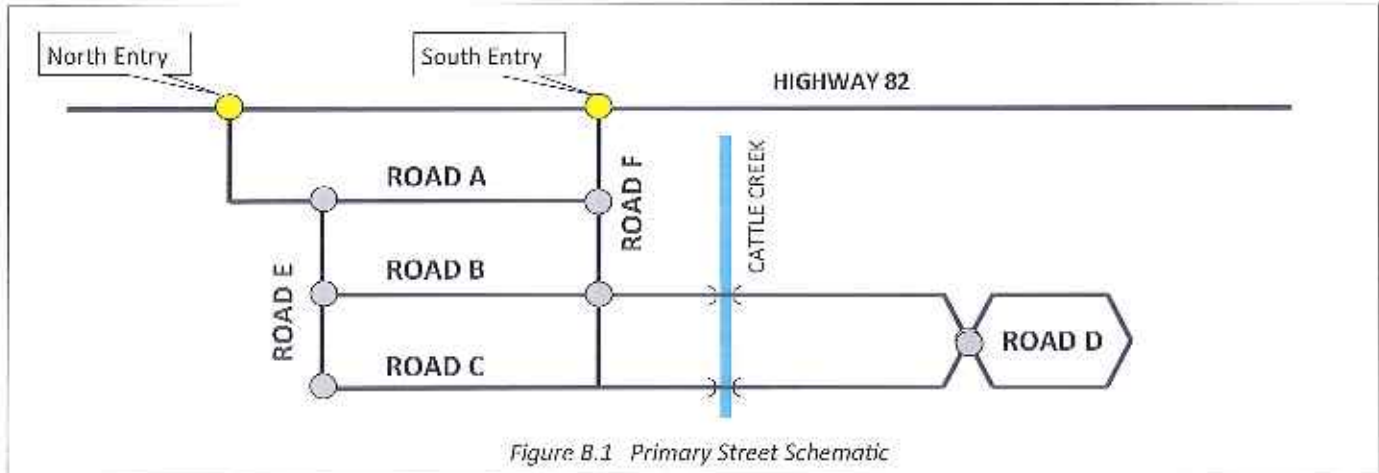 North Entry
South Entry
HIGHWAY 82
ROAD A
ROAD F
CATTLE CREEK
ROAD E
ROAD B
ROAD D
ROAD C
Figure B.1 Primary Street Schematic